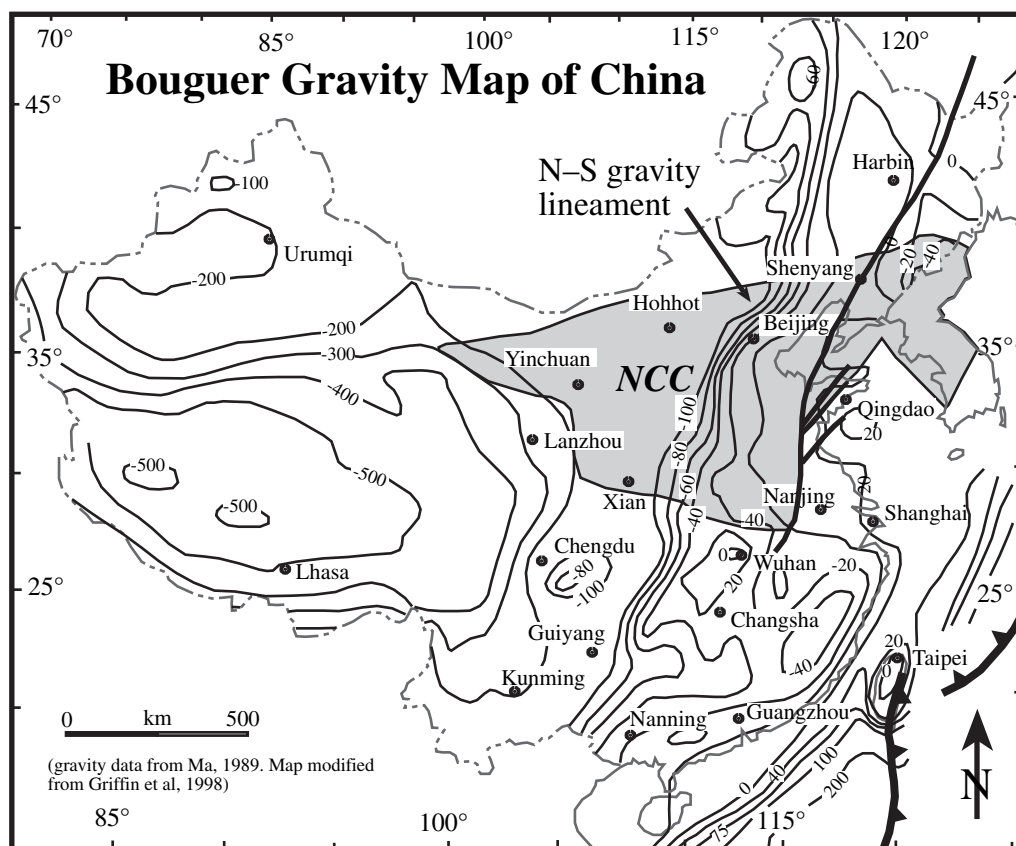 70°
85°
100°
115°
120°
Bouguer Gravity Map of China
45°
45°
60
Harbin
0
N–S gravity
lineament
-100
Urumqi
-200
0
-20
-40
Shenyang
Hohhot
Beijing
-200
-300
-400
35°
35°
Yinchuan
NCC
-100
Qingdao
20
Lanzhou
-80
-500
-500
-60
20
Xian
Nanjing
-500
-40
-40
Shanghai
Chengdu
-80
-100
0
Wuhan
-20
20
Lhasa
25°
25°
Changsha
Guiyang
-40
20
0
Taipei
Kunming
Nanning
Guangzhou
0
km
500
(gravity data from Ma, 1989. Map modified
from Griffin et al, 1998)
0
40
100
200
75
N
85°
100°
115°